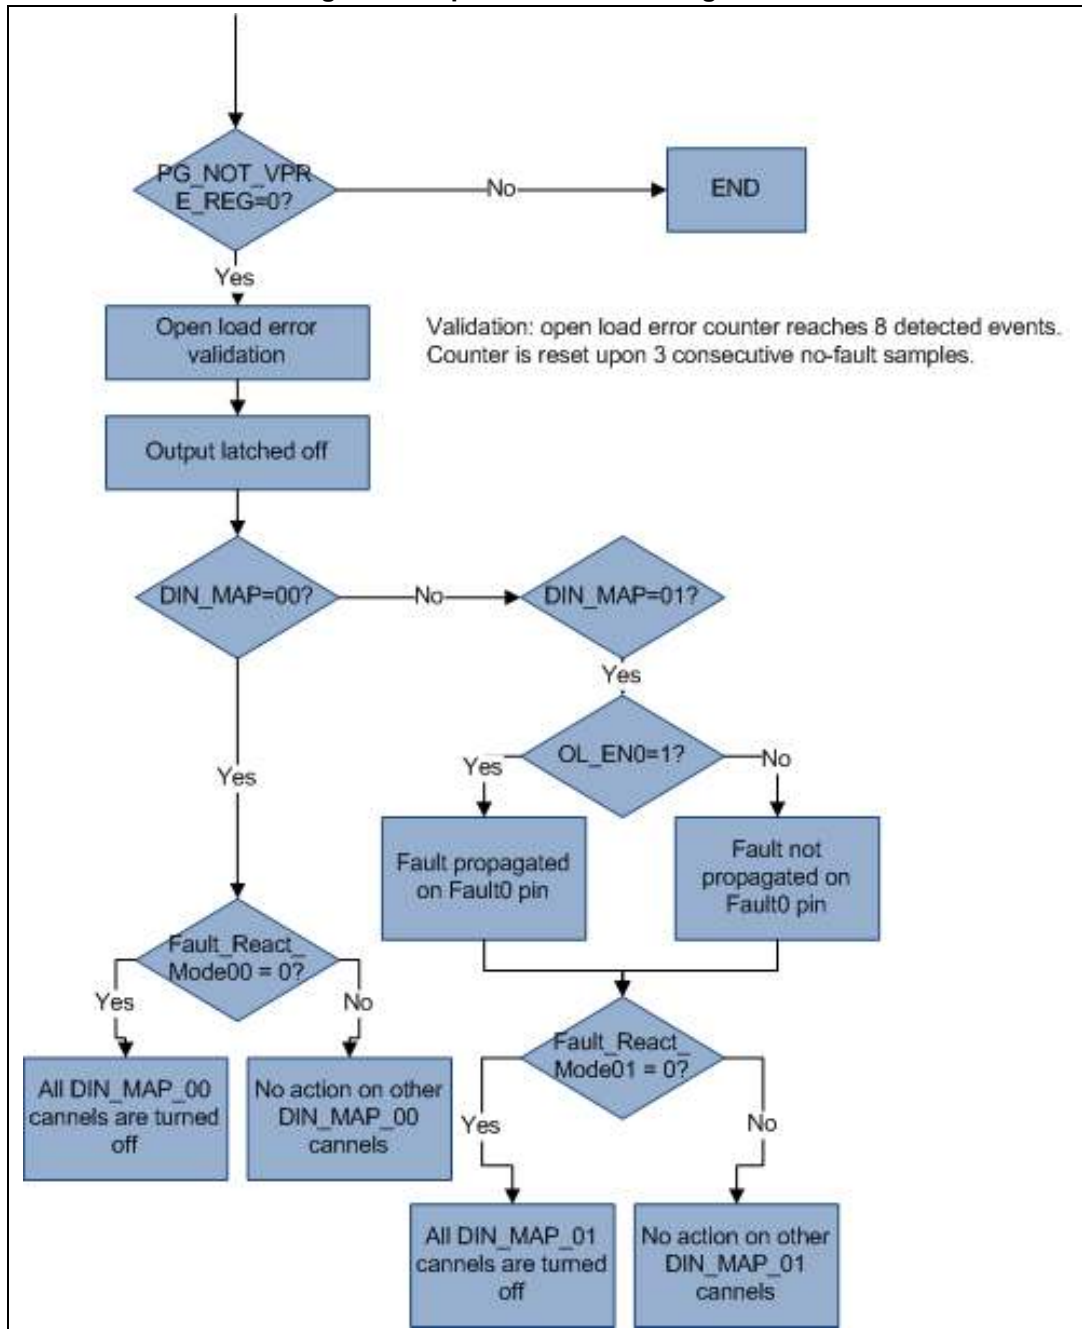 PG_NOT_VPR
E_REG=0?
No
END
Yes
Open load error
validation
Validation: open load error counter reaches 8 detected events.
Counter is reset upon 3 consecutive no-fault samples.
Output latched off
DIN_MAP=00?
No
DIN_MAP=01?
Yes
OL_EN0=1?
Yes
No
Yes
Fault propagated
on Fault0 pin
Fault not
propagated on
Fault0 pin
Fault_React_
Mode00 = 0?
Yes
No
All DIN_MAP_00
cannels are turned
off
No action on other
DIN_MAP_00
cannels
Fault_React_
Mode01 = 0?
Yes
No
All DIN_MAP_01
cannels are turned
off
No action on other
DIN_MAP_01
cannels